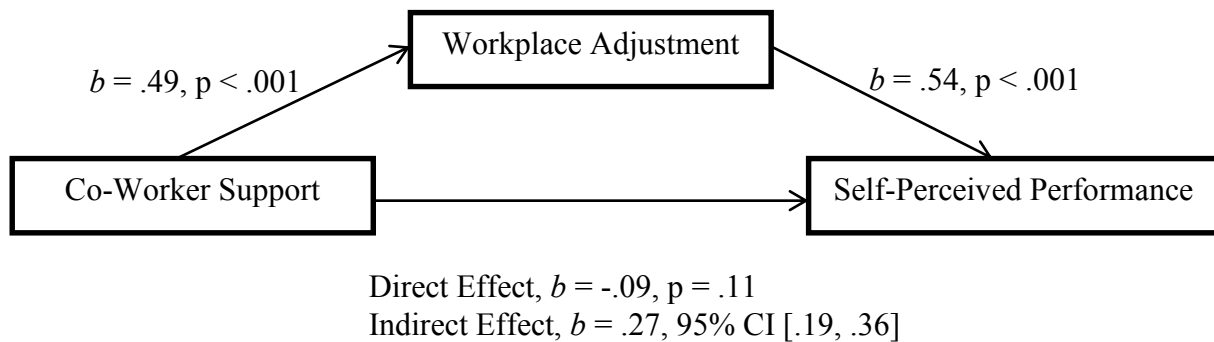 Workplace Adjustment
b = .49, p < .001
b = .54, p < .001
Co-Worker Support
Self-Perceived Performance
Direct Effect, b = -.09, p = .11
Indirect Effect, b = .27, 95% CI [.19, .36]